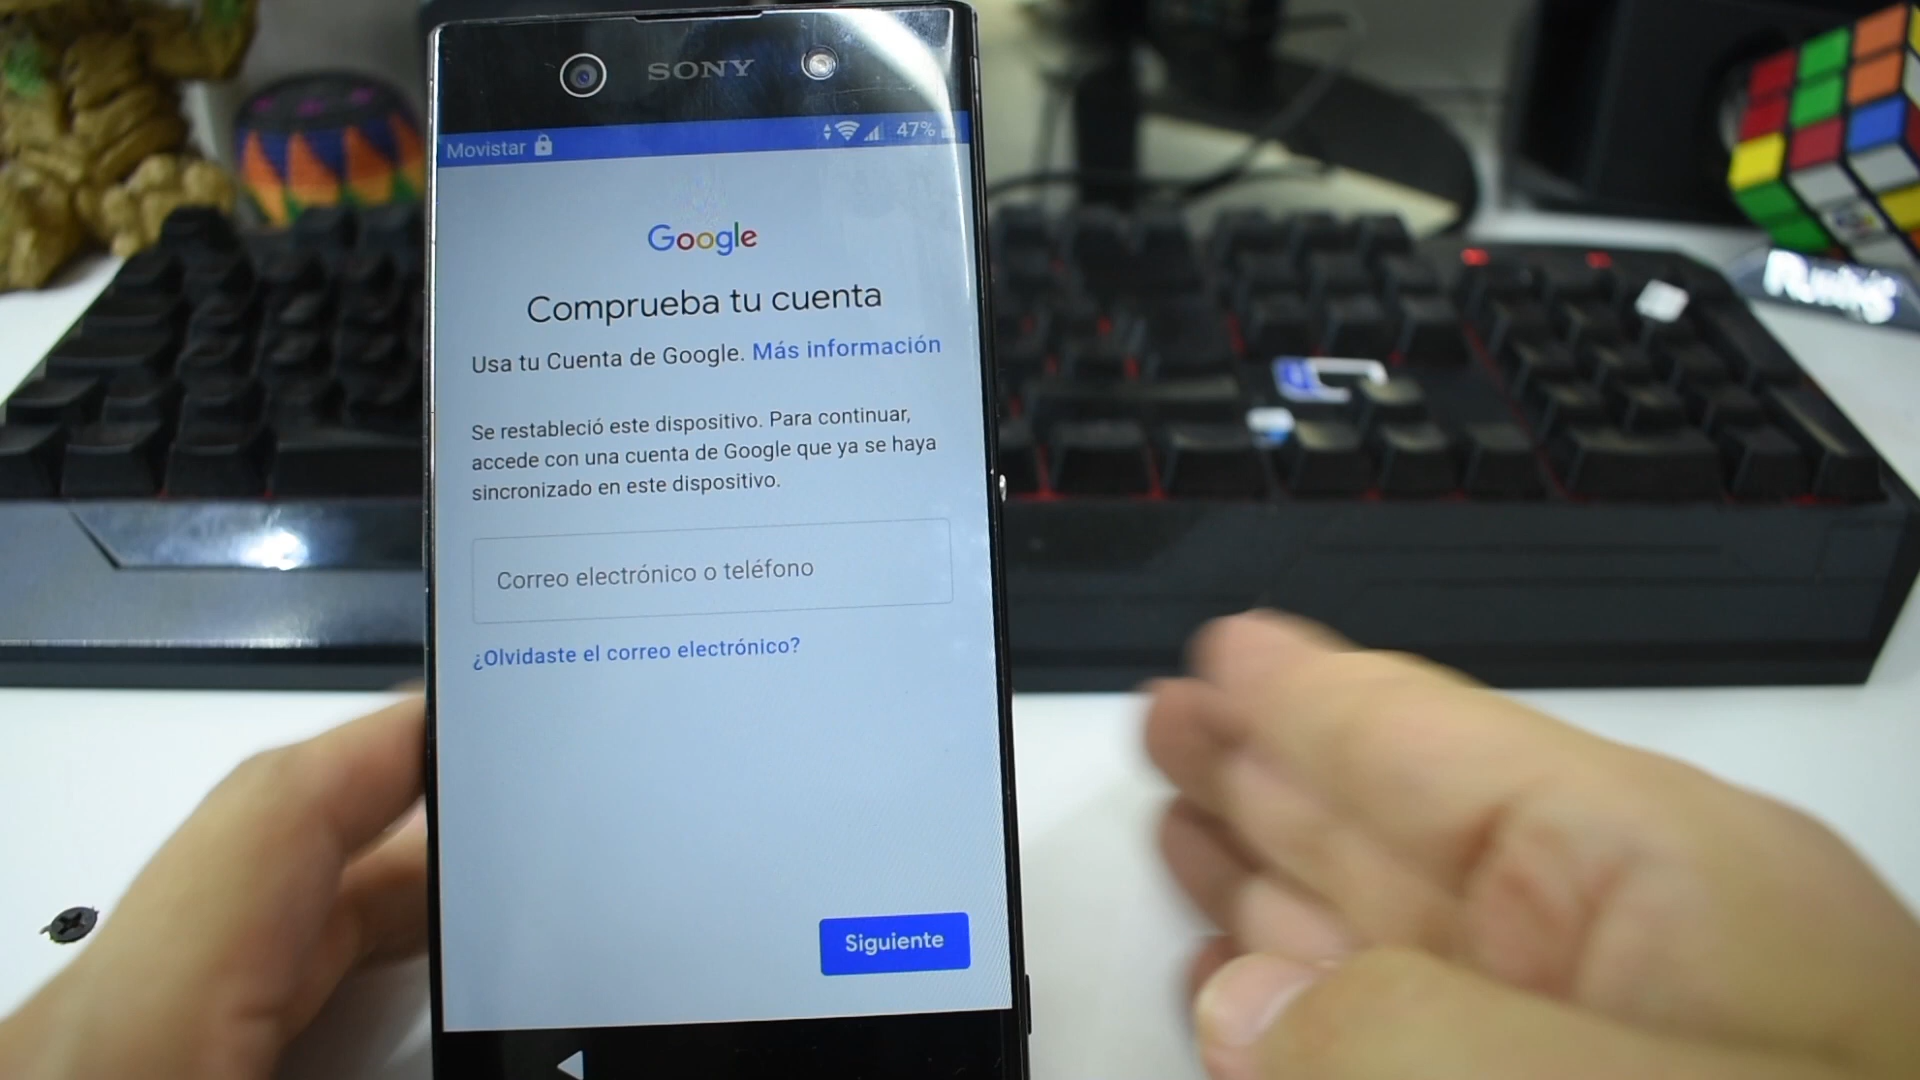 SONY
Movistar
47%
Google
Comprueba tu cuenta
Usa tu Cuenta de Google. Más información
Se restableció este dispositivo. Para continuar,
accede con una cuenta de Google que ya se haya
sincronizado en este dispositivo.
Correo electrónico o teléfono
¿Olvidaste el correo electrónico?
Siguiente